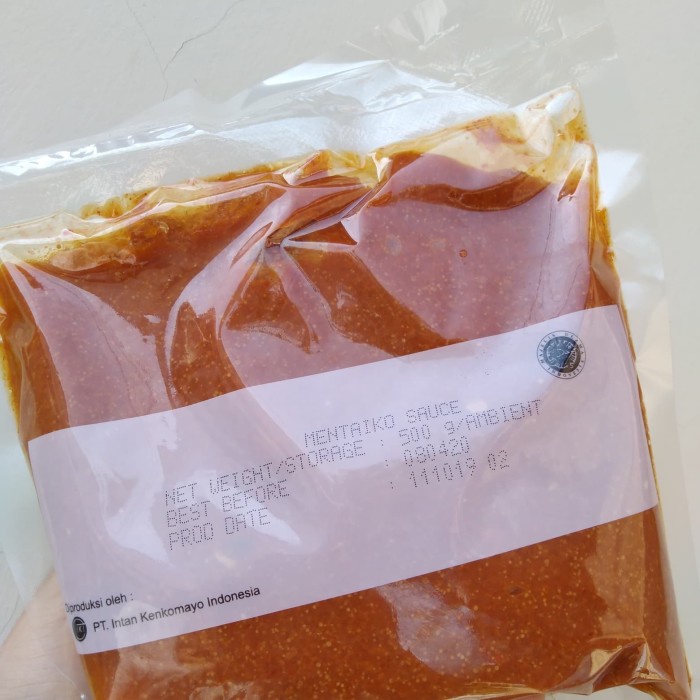 MENTAIKO SAUCE
NET WEIGHT/STORAGE : 500 g/AMBIENT
BEST BEFORE : 080420
PROD DATE : 111019 02
Diproduksi oleh :
PT. Intan Kenkomayo Indonesia